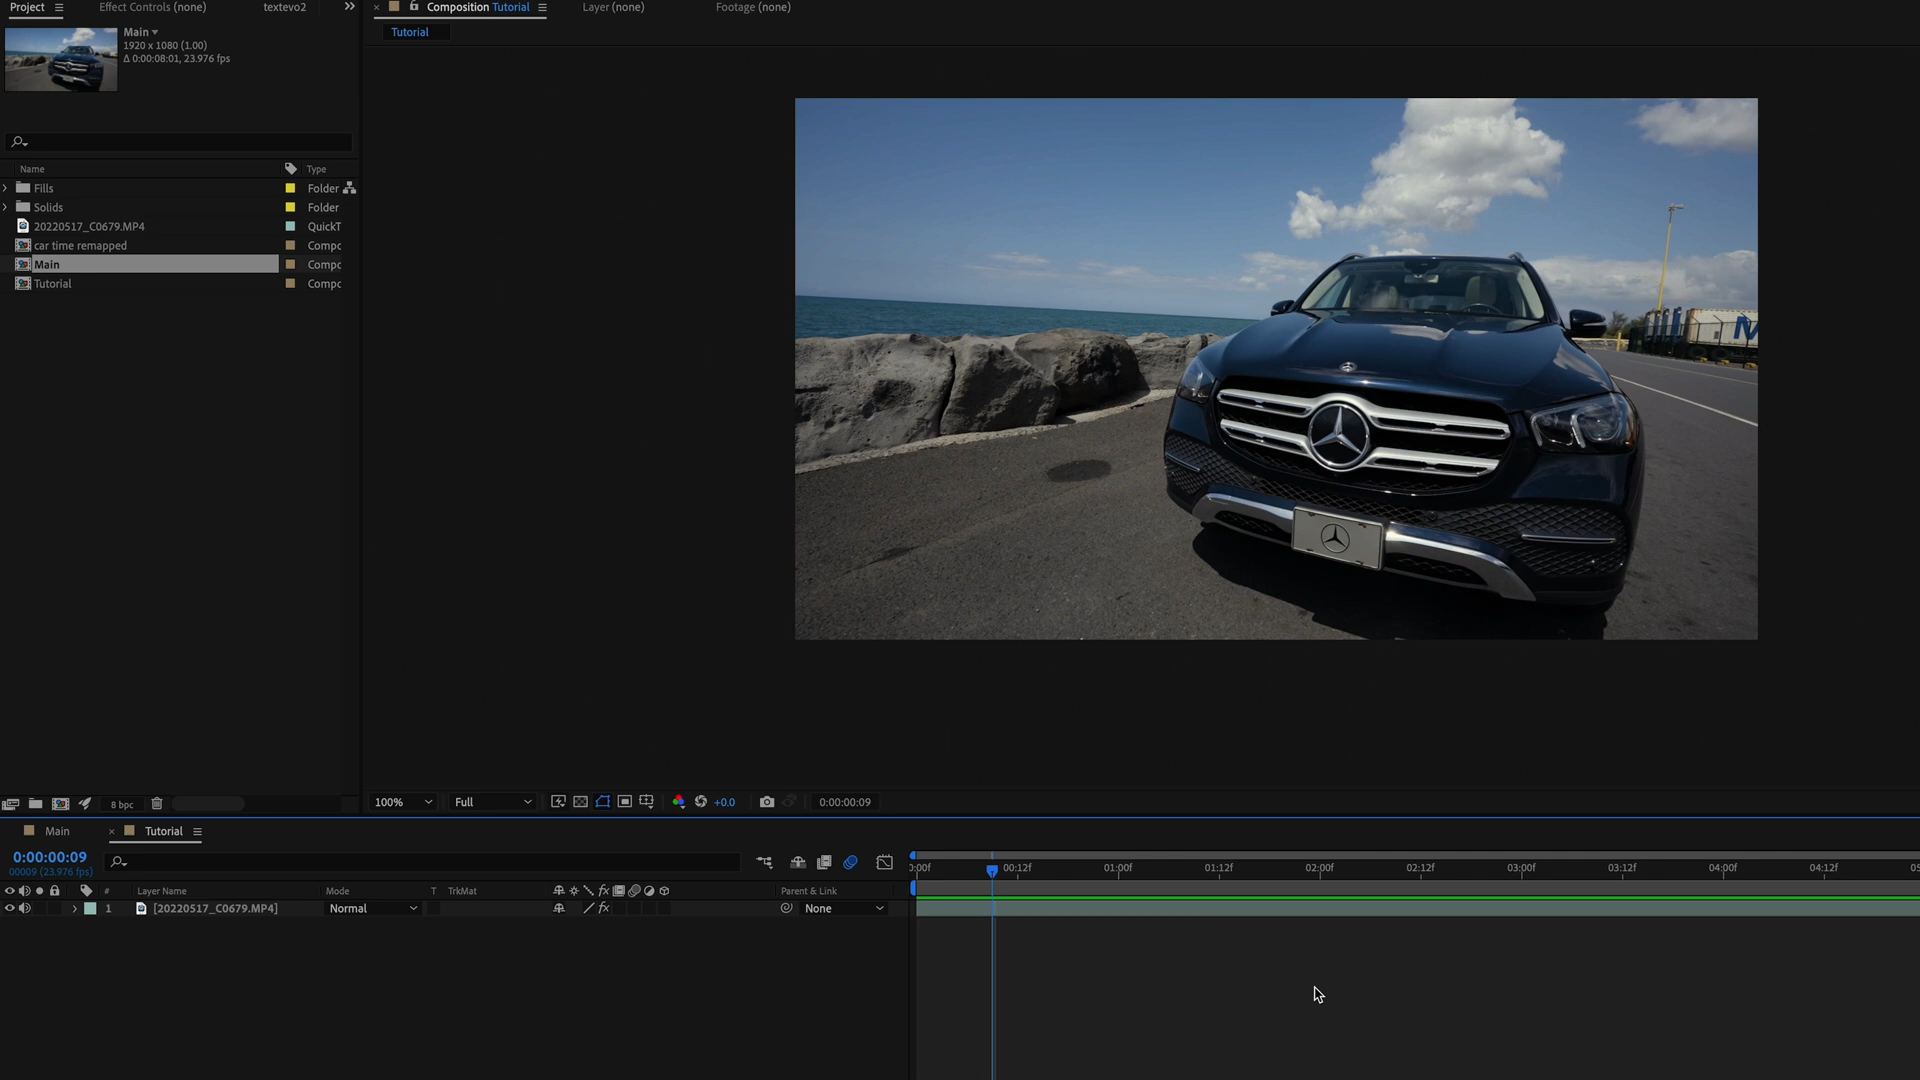 Project
Effect Controls (none)
textevo2
Composition Tutorial
Layer (none)
Footage (none)
Tutorial
Main
1920 x 1080 (1.00)
Δ 0:00:08:01, 23.976 fps
Name
Type
Fills
Folder
Solids
Folder
20220517_C0679.MP4
QuickT
car time remapped
Compc
Main
Compc
Tutorial
Compc
8 bpc
100%
Full
+0.0
0:00:00:09
Main
Tutorial
0:00:00:09
00009 (23.976 fps)
#
Layer Name
Mode
T
TrkMat
fx
Parent & Link
1
[20220517_C0679.MP4]
Normal
fx
None
0:00f
00:12f
01:00f
01:12f
02:00f
02:12f
03:00f
03:12f
04:00f
04:12f
05